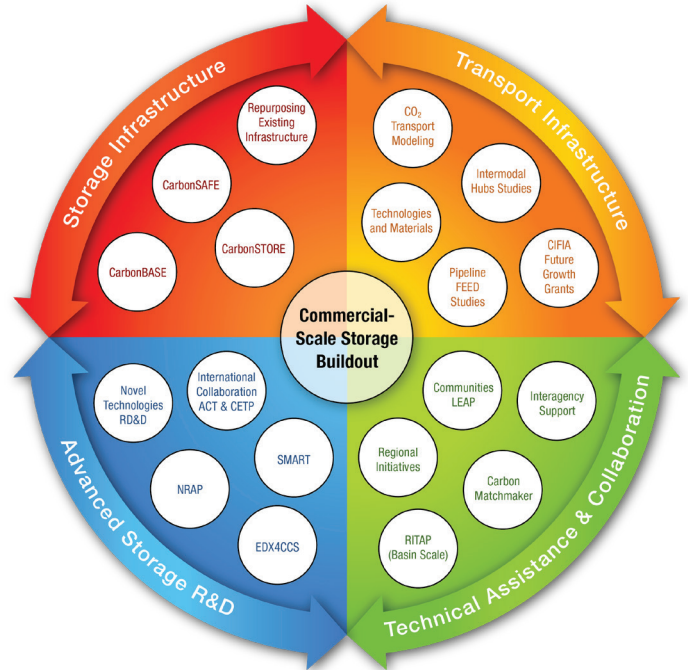 Storage Infrastructure
Repurposing
Existing
Infrastructure
CarbonSAFE
CarbonSTORE
CarbonBASE
Transport Infrastructure
CO₂
Transport
Modeling
Intermodal
Hubs Studies
Technologies
and Materials
CIFIA
Future
Growth
Grants
Pipeline
FEED
Studies
Commercial-
Scale Storage
Buildout
Advanced Storage R&D
Novel
Technologies
RD&D
International
Collaboration
ACT & CETP
SMART
NRAP
EDX4CCS
Technical Assistance & Collaboration
Communities
LEAP
Interagency
Support
Regional
Initiatives
Carbon
Matchmaker
RITAP
(Basin Scale)